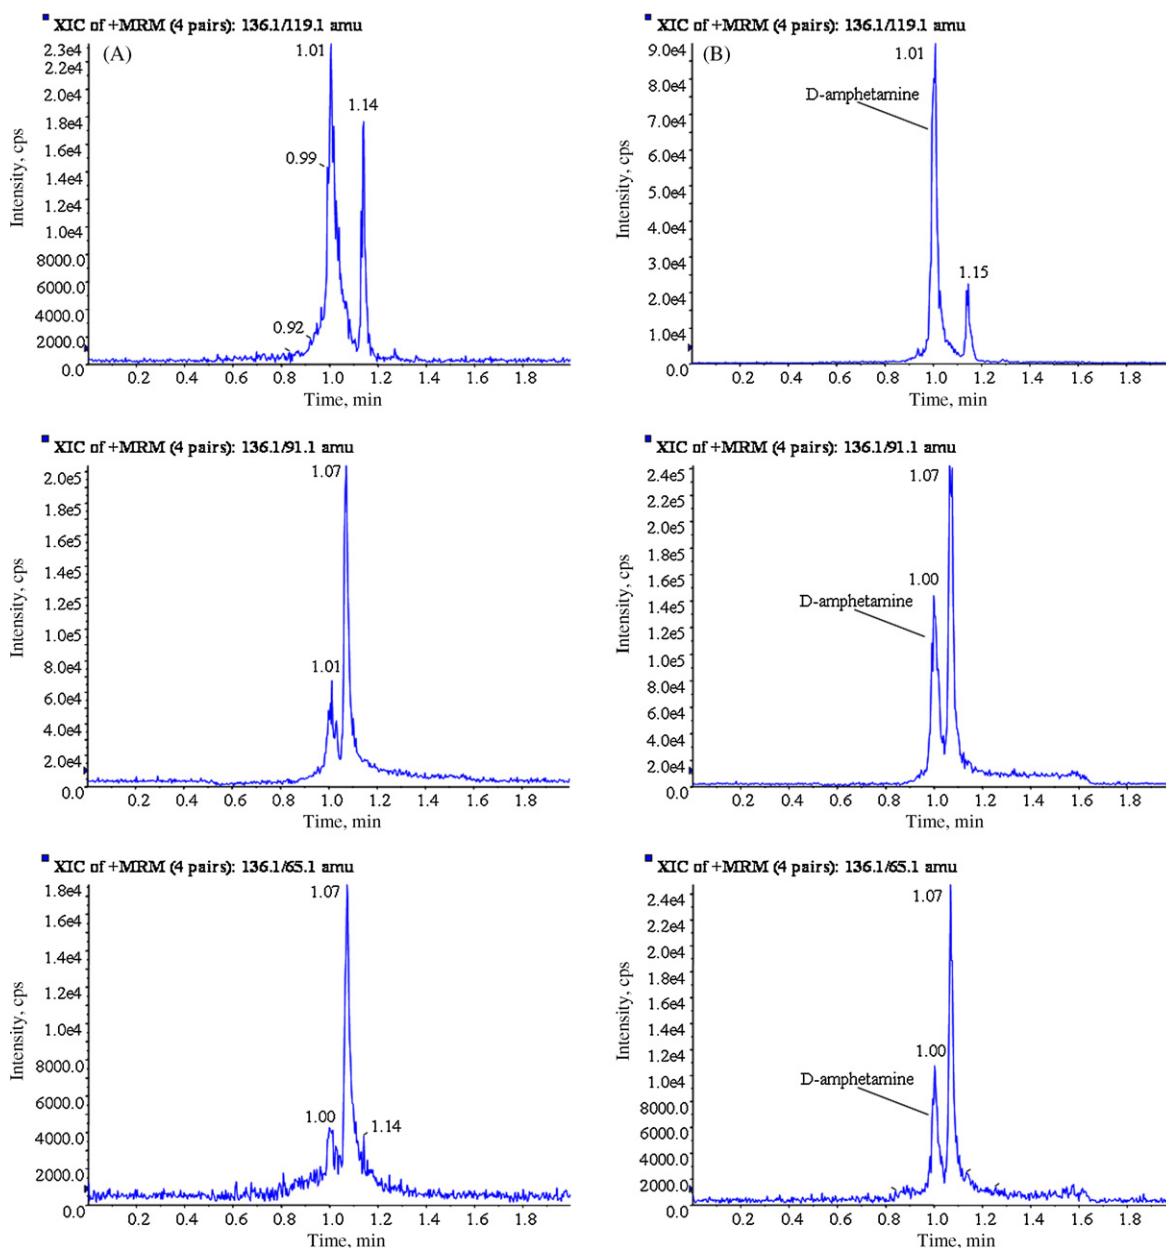 XIC of +MRM (4 pairs): 136.1/119.1 amu
(A)
2.3e4
2.2e4
2.0e4
1.8e4
1.6e4
1.4e4
1.2e4
1.0e4
8000.0
6000.0
4000.0
2000.0
0.0
Intensity, cps
1.01
1.14
0.99
0.92
0.2 0.4 0.6 0.8 1.0 1.2 1.4 1.6 1.8
Time, min
XIC of +MRM (4 pairs): 136.1/119.1 amu
(B)
9.0e4
8.0e4
7.0e4
6.0e4
5.0e4
4.0e4
3.0e4
2.0e4
1.0e4
0.0
Intensity, cps
1.01
D-amphetamine
1.15
0.2 0.4 0.6 0.8 1.0 1.2 1.4 1.6 1.8
Time, min
XIC of +MRM (4 pairs): 136.1/91.1 amu
2.0e5
1.8e5
1.6e5
1.4e5
1.2e5
1.0e5
8.0e4
6.0e4
4.0e4
2.0e4
0.0
Intensity, cps
1.07
1.01
0.2 0.4 0.6 0.8 1.0 1.2 1.4 1.6 1.8
Time, min
XIC of +MRM (4 pairs): 136.1/91.1 amu
2.4e5
2.2e5
2.0e5
1.8e5
1.6e5
1.4e5
1.2e5
1.0e5
8.0e4
6.0e4
4.0e4
2.0e4
0.0
Intensity, cps
1.07
1.00
D-amphetamine
0.2 0.4 0.6 0.8 1.0 1.2 1.4 1.6 1.8
Time, min
XIC of +MRM (4 pairs): 136.1/65.1 amu
1.8e4
1.6e4
1.4e4
1.2e4
1.0e4
8000.0
6000.0
4000.0
2000.0
0.0
Intensity, cps
1.07
1.00
1.14
0.2 0.4 0.6 0.8 1.0 1.2 1.4 1.6 1.8
Time, min
XIC of +MRM (4 pairs): 136.1/65.1 amu
2.4e4
2.2e4
2.0e4
1.8e4
1.6e4
1.4e4
1.2e4
1.0e4
8000.0
6000.0
4000.0
2000.0
0.0
Intensity, cps
1.07
1.00
D-amphetamine
0.2 0.4 0.6 0.8 1.0 1.2 1.4 1.6 1.8
Time, min